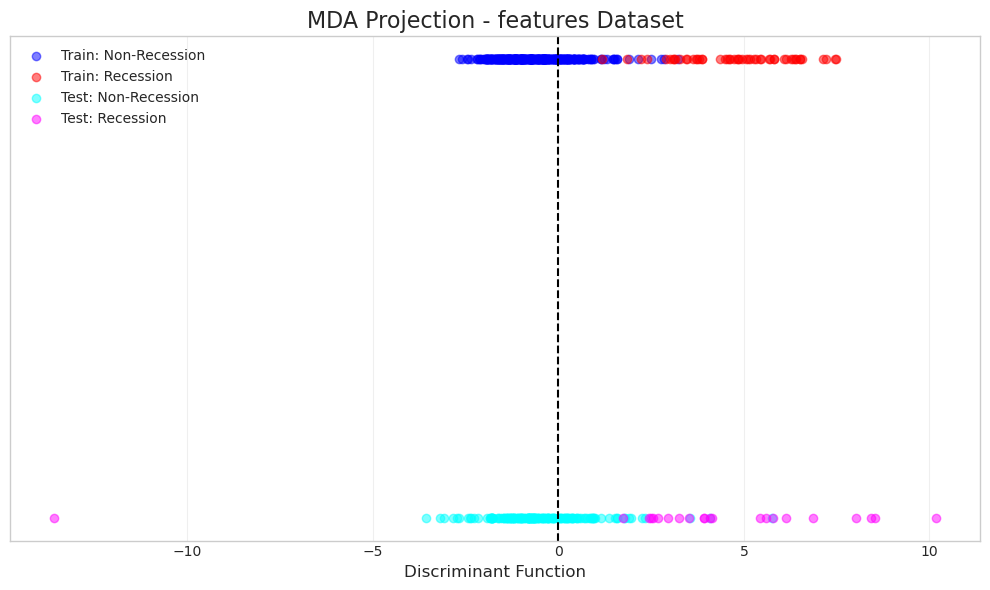 MDA Projection - features Dataset
Train: Non-Recession
Train: Recession
Test: Non-Recession
Test: Recession
−10
−5
0
5
10
Discriminant Function